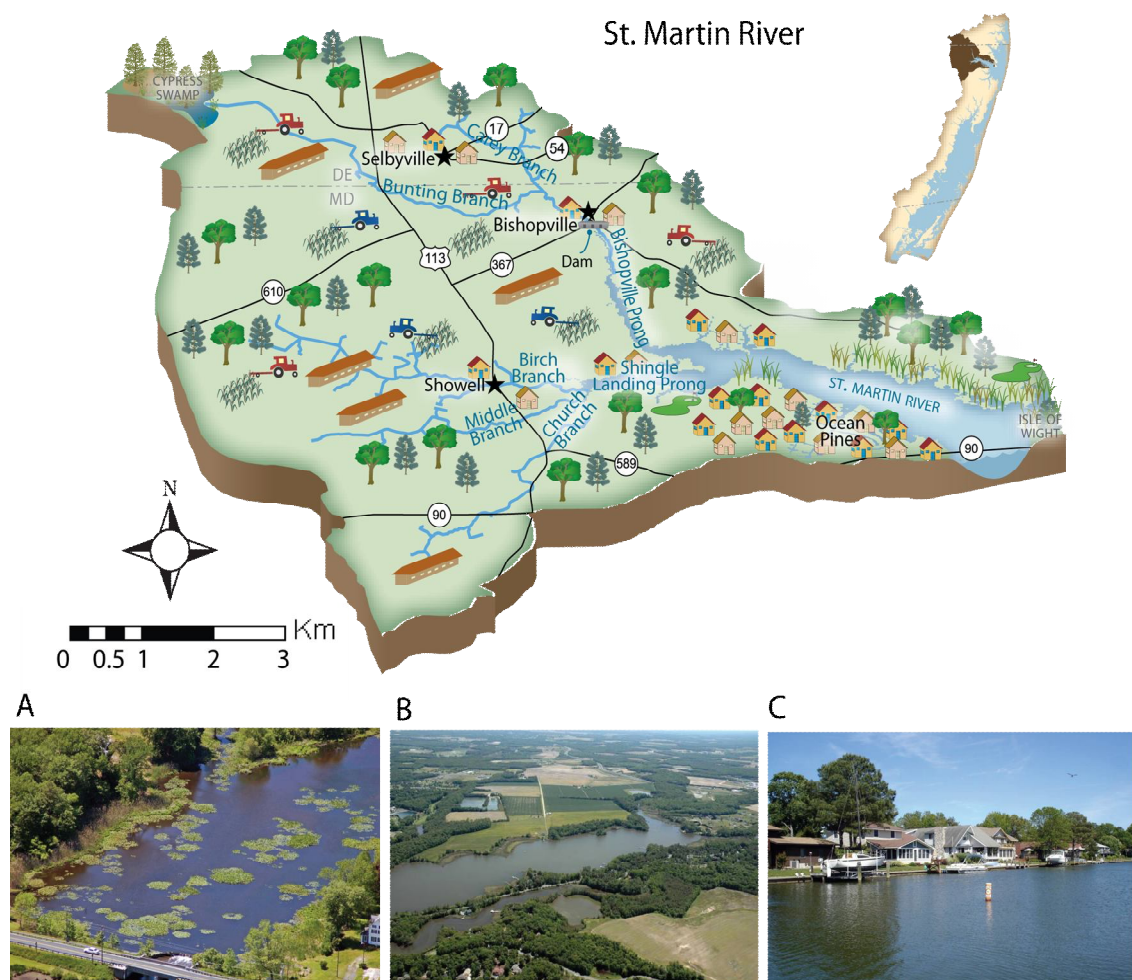 St. Martin River
CYPRESS
SWAMP
17
Carey Branch
54
Selbyville
DE
MD
Bunting Branch
Bishopville
Dam
Bishopville Prong
113
367
610
Birch
Branch
Shingle
Landing Prong
Showell
Middle
Branch
Church
Branch
ST. MARTIN RIVER
ISLE OF
WIGHT
Ocean
Pines
589
90
90
N
Km
0 0.5 1 2 3
A
B
C